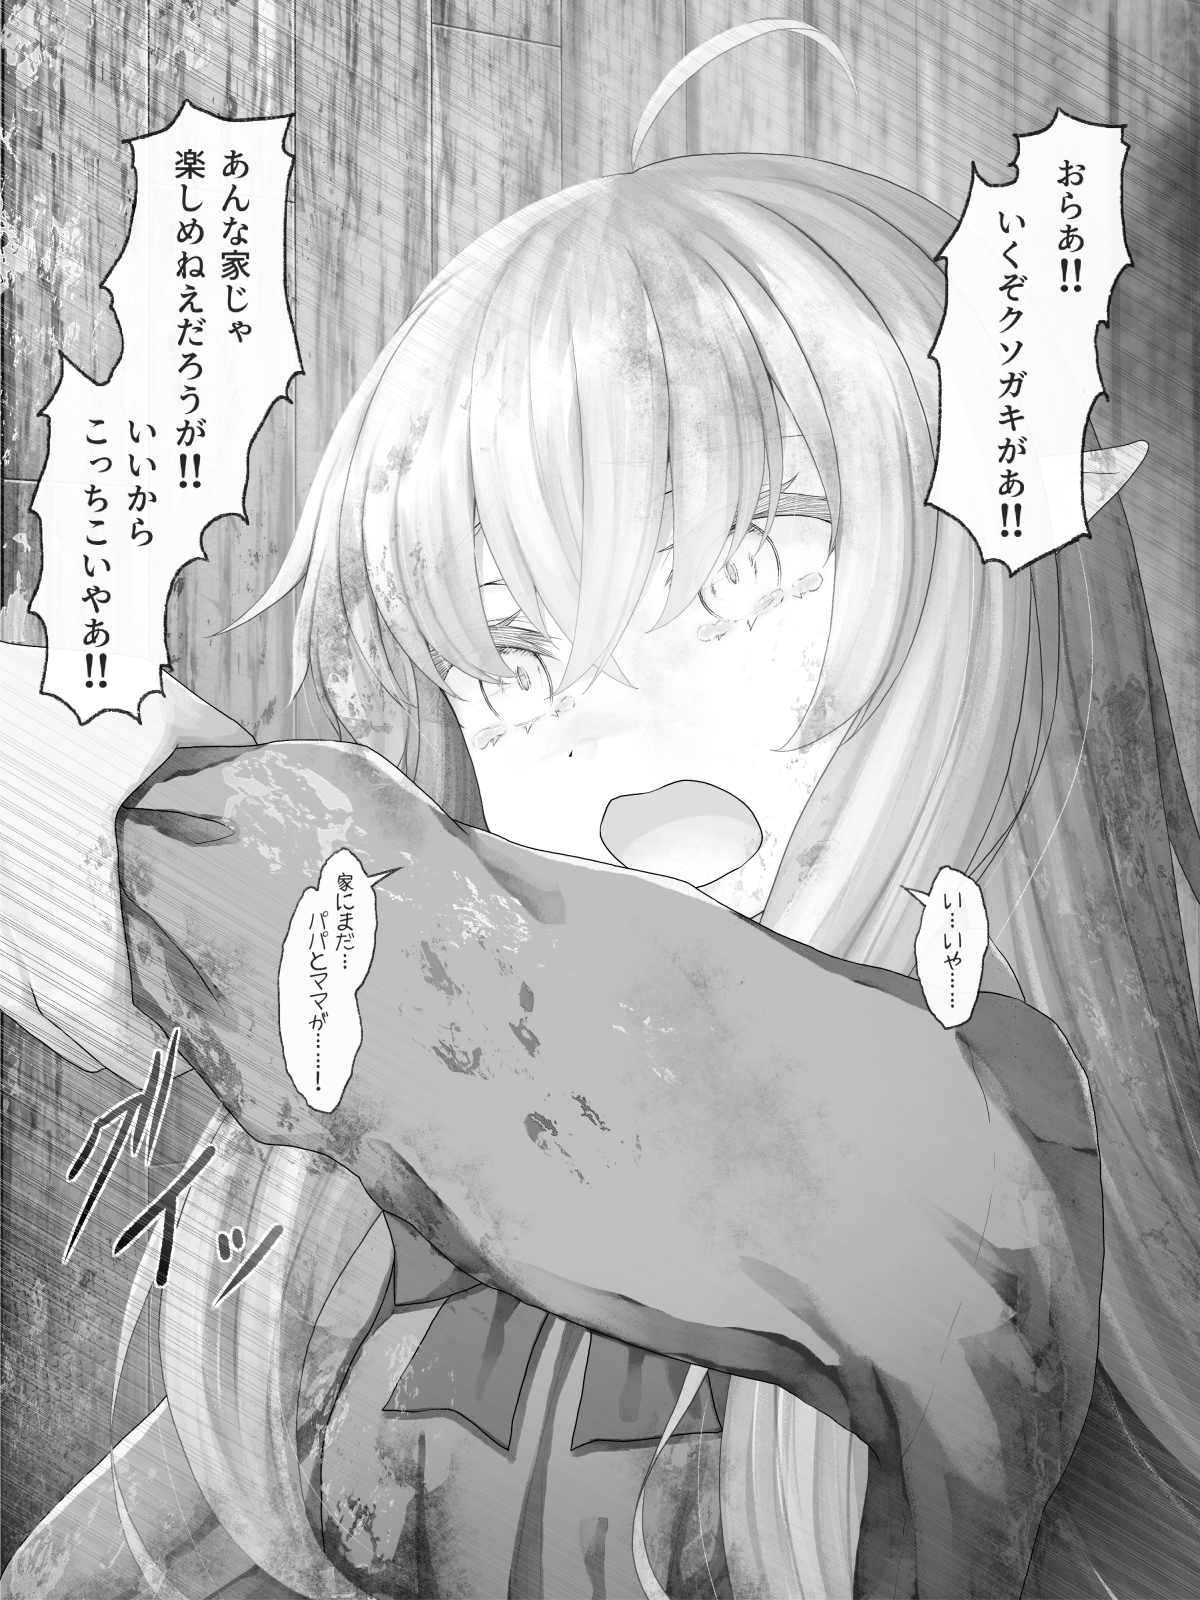 おらあ!!
いくぞクソガキがあ!!
あんな家じゃ
楽しめねえだろうが!!
いいから
こっちこいやあ!!
い…いや……
家にまだ…
パパとママが……!
グイッ